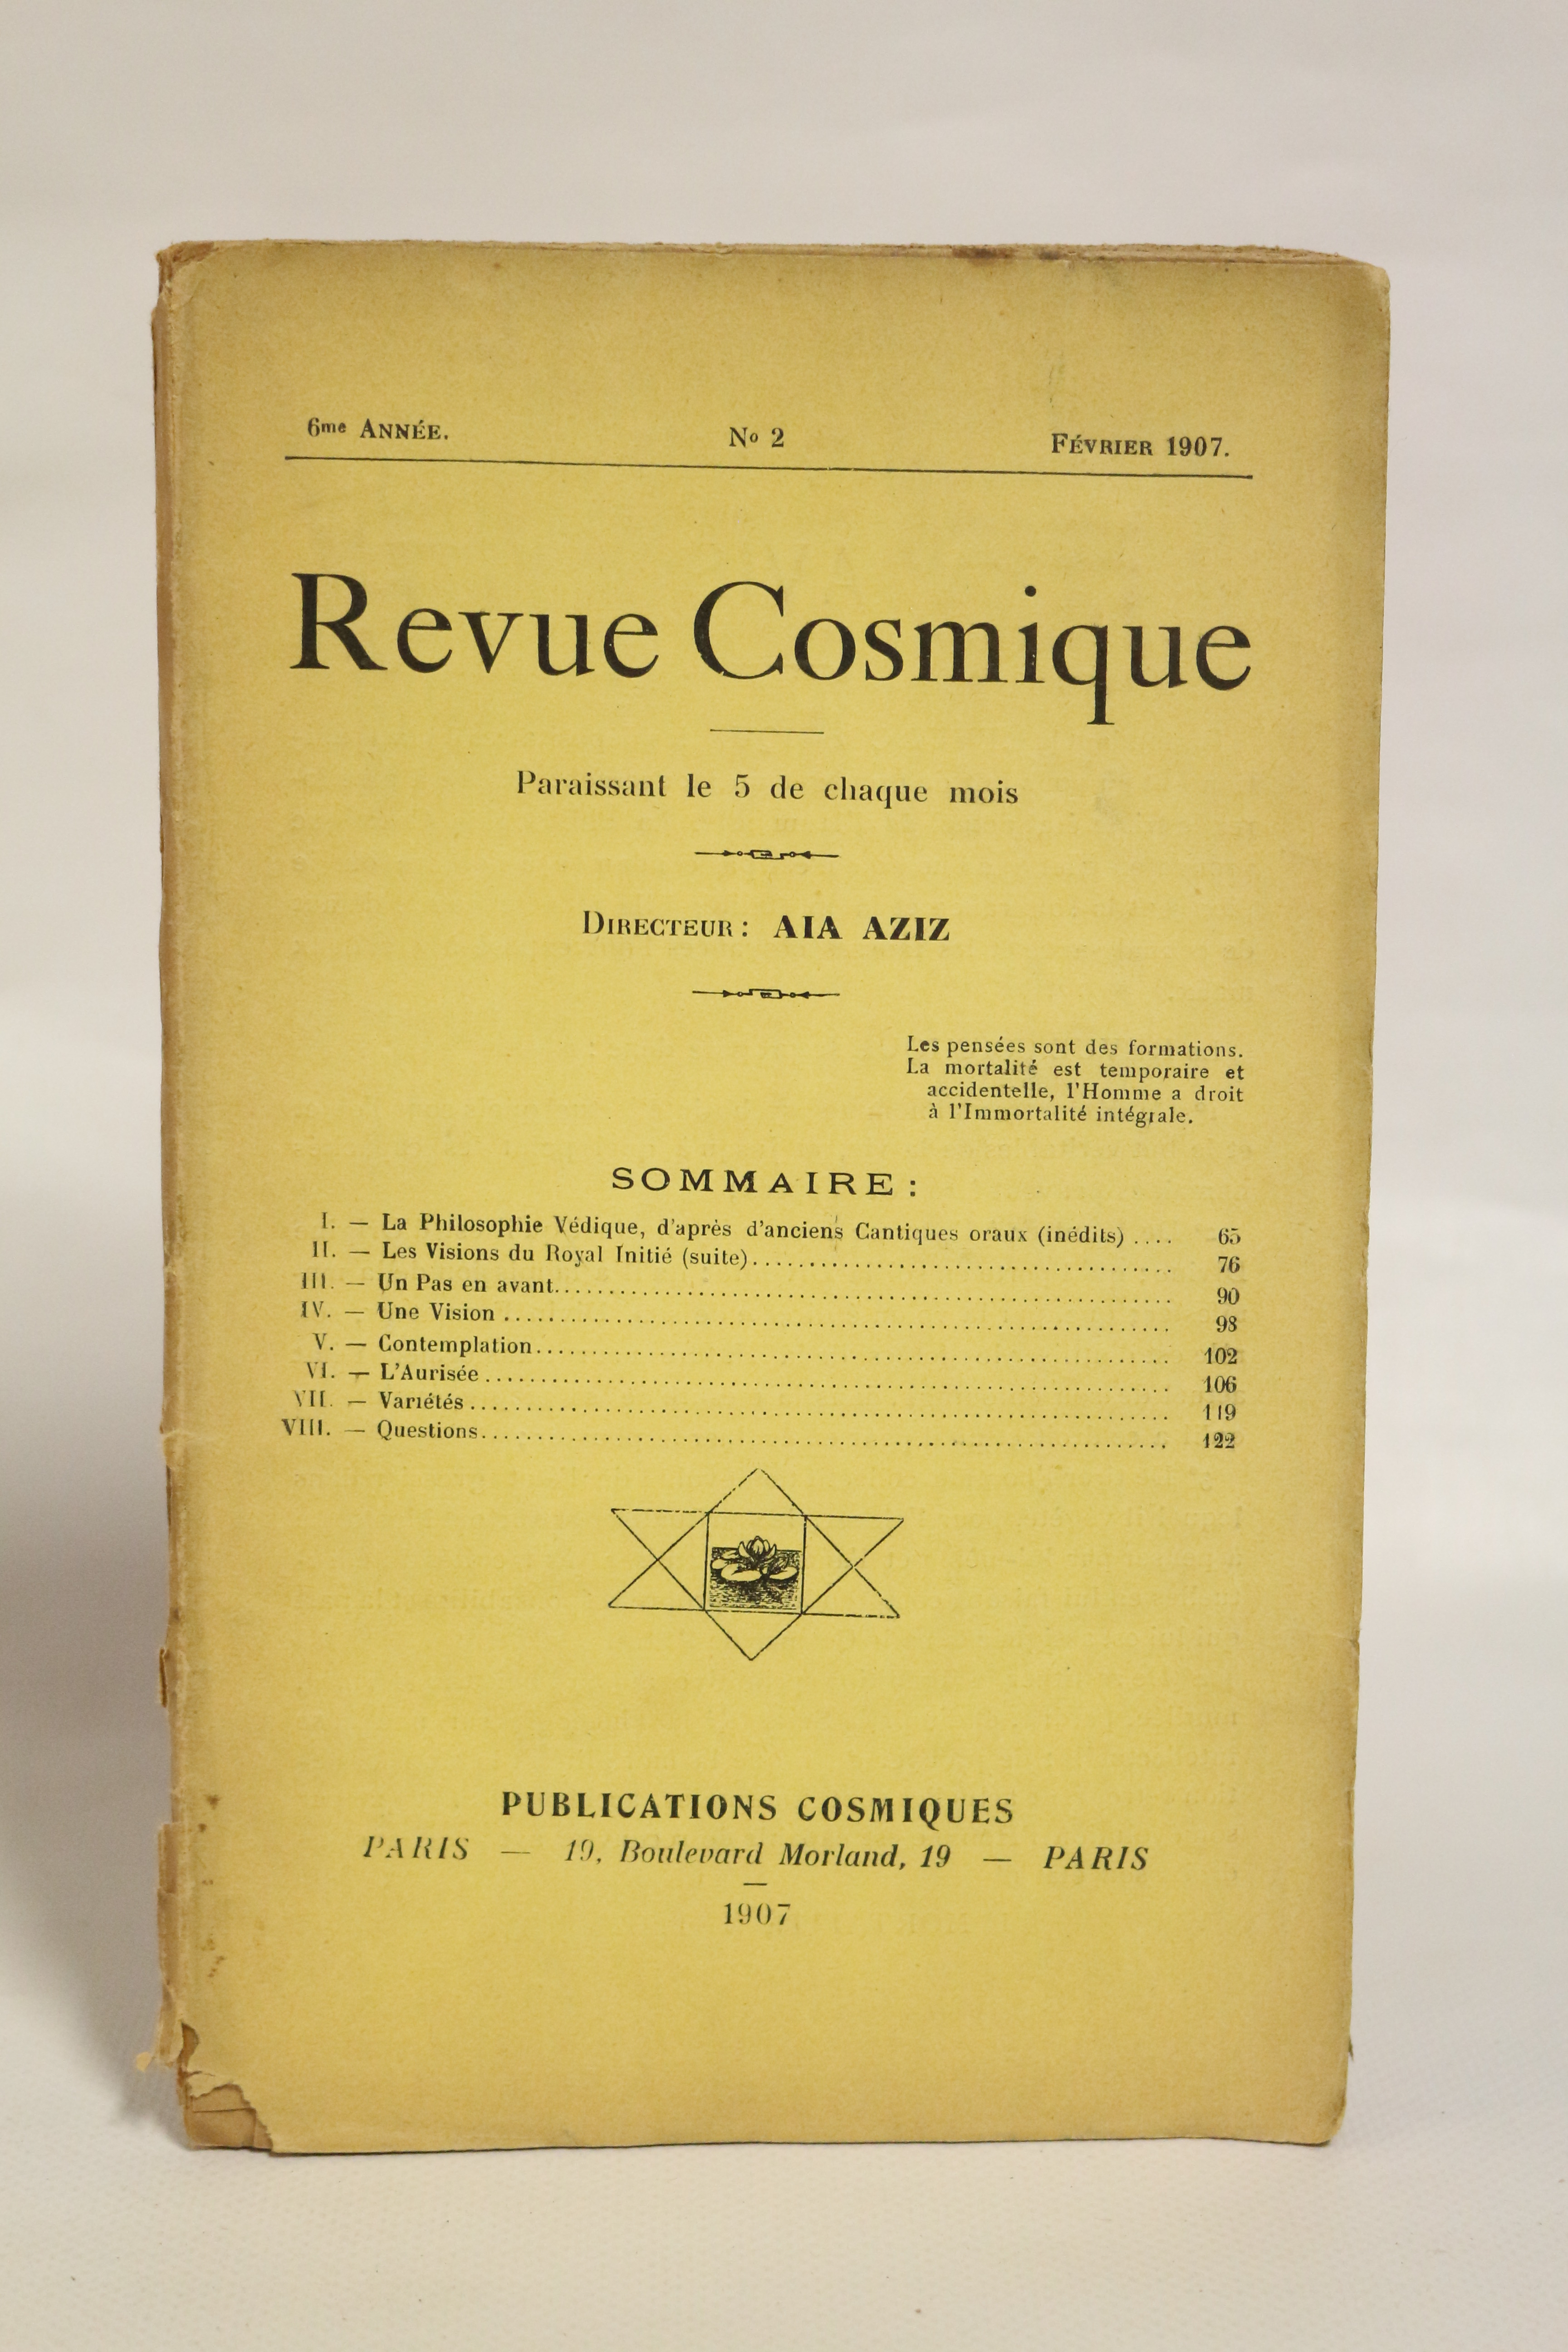 6me ANNÉE. No 2 FÉVRIER 1907.
Revue Cosmique
Paraissant le 5 de chaque mois
DIRECTEUR: AIA AZIZ
Les pensées sont des formations.
La mortalité est temporaire et
accidentelle, l'Homme a droit
à l'Immortalité intégrale.
SOMMAIRE:
I. — La Philosophie Védique, d'après d'anciens Cantiques oraux (inédits) .... 65
II. — Les Visions du Royal Initié (suite).... 76
III. — Un Pas en avant.... 90
IV. — Une Vision .... 98
V. — Contemplation.... 102
VI. — L'Aurisée .... 106
VII. — Variétés .... 119
VIII. — Questions.... 122
PUBLICATIONS COSMIQUES
PARIS — 19, Boulevard Morland, 19 — PARIS
1907